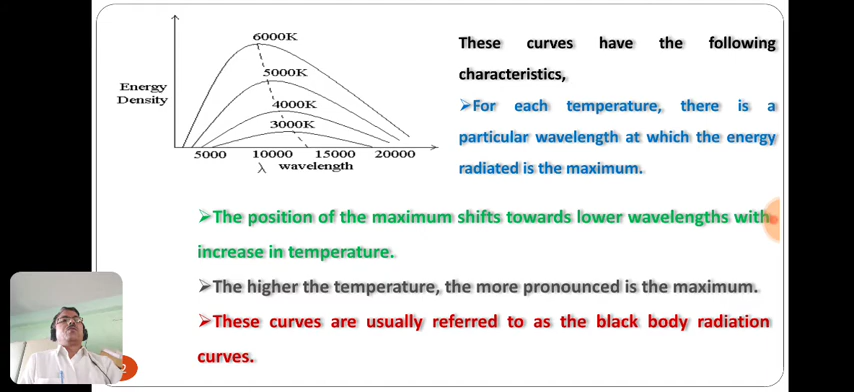 6000K
5000K
4000K
3000K
Energy
Density
5000 10000 15000 20000
λ wavelength
These curves have the following
characteristics,
➢For each temperature, there is a
particular wavelength at which the energy
radiated is the maximum.
➢The position of the maximum shifts towards lower wavelengths with
increase in temperature.
➢The higher the temperature, the more pronounced is the maximum.
➢These curves are usually referred to as the black body radiation
curves.
2